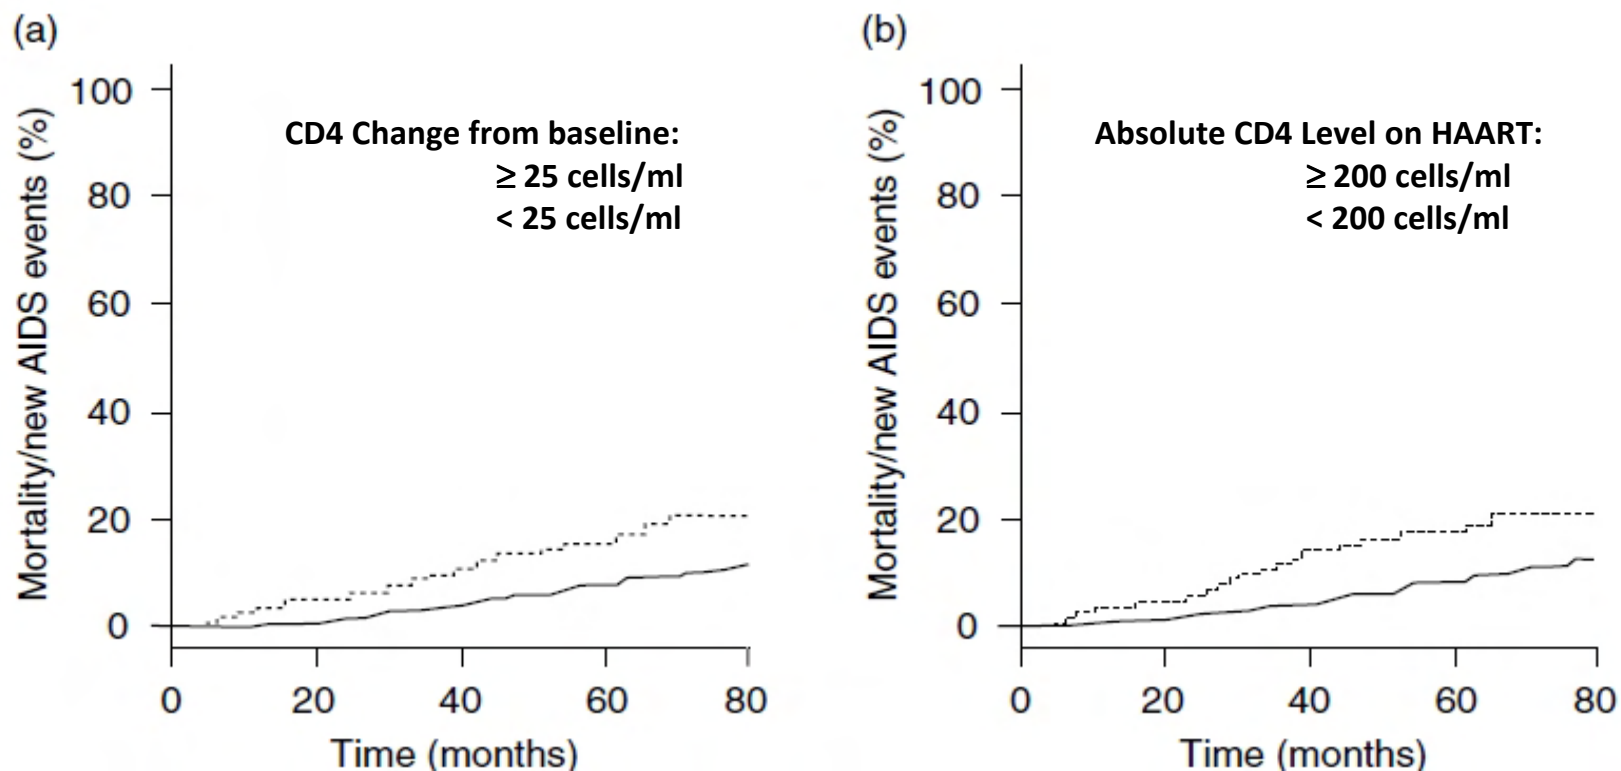 (a)
Mortality/new AIDS events (%)
100
80
60
40
20
0
CD4 Change from baseline:
≥ 25 cells/ml
< 25 cells/ml
0 20 40 60 80
Time (months)
(b)
Mortality/new AIDS events (%)
100
80
60
40
20
0
Absolute CD4 Level on HAART:
≥ 200 cells/ml
< 200 cells/ml
0 20 40 60 80
Time (months)